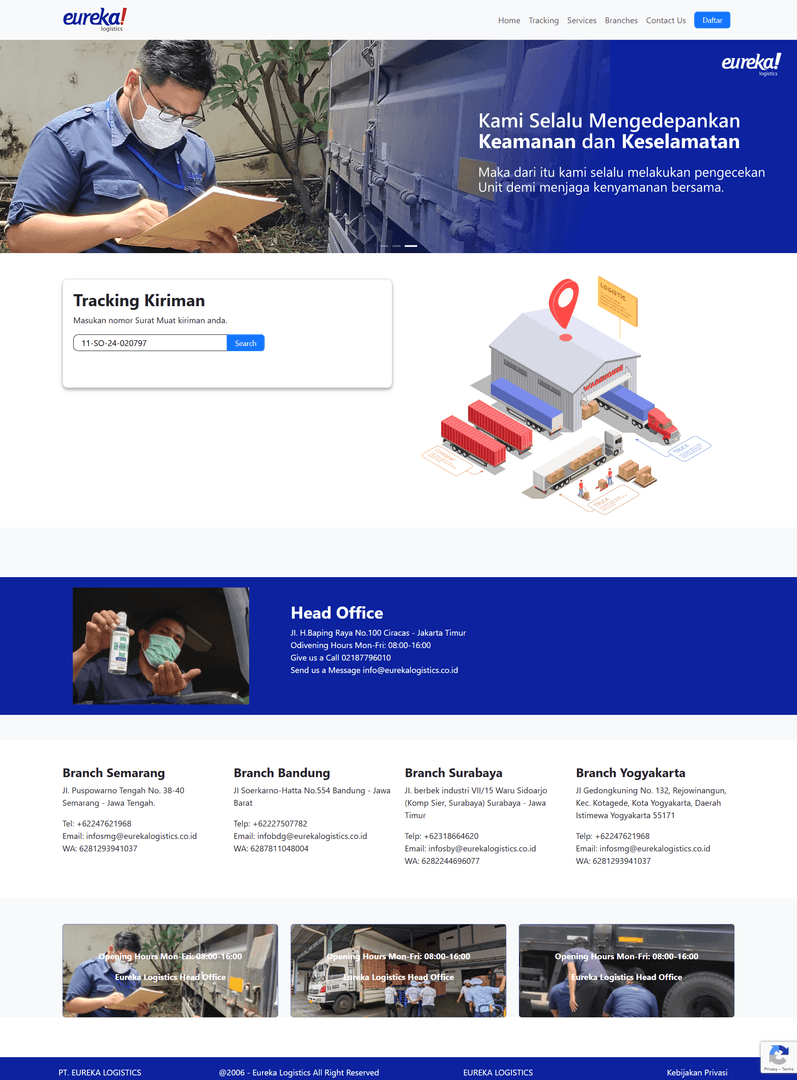 eureka!
logistics
Home Tracking Services Branches Contact Us Daftar
eureka!
logistics
Kami Selalu Mengedepankan
Keamanan dan Keselamatan
Maka dari itu kami selalu melakukan pengecekan
Unit demi menjaga kenyamanan bersama.
Tracking Kiriman
Masukan nomor Surat Muat kiriman anda.
11-SO-24-020797 Search
LOGISTIC
WAREHOUSE
TRUCK
TRUCK
Head Office
Jl. H.Baping Raya No.100 Ciracas - Jakarta Timur
Odivening Hours Mon-Fri: 08:00-16:00
Give us a Call 02187796010
Send us a Message info@eurekalogistics.co.id
Branch Semarang
Jl. Puspowarno Tengah No. 38-40
Semarang - Jawa Tengah.
Tel: +62247621968
Email: infosmg@eurekalogistics.co.id
WA: 6281293941037
Branch Bandung
Jl Soerkarno-Hatta No.554 Bandung - Jawa
Barat
Telp: +62227507782
Email: infobdg@eurekalogistics.co.id
WA: 6287811048004
Branch Surabaya
Jl. berbek industri VII/15 Waru Sidoarjo
(Komp Sier, Surabaya) Surabaya - Jawa
Timur
Telp: +62318664620
Email: infosby@eurekalogistics.co.id
WA: 6282244696077
Branch Yogyakarta
Jl Gedongkuning No. 132, Rejowinangun,
Kec. Kotagede, Kota Yogyakarta, Daerah
Istimewa Yogyakarta 55171
Telp: +62247621968
Email: infosmg@eurekalogistics.co.id
WA: 6281293941037
Opening Hours Mon-Fri: 08:00-16:00
Eureka Logistics Head Office
Opening Hours Mon-Fri: 08:00-16:00
Eureka Logistics Head Office
Opening Hours Mon-Fri: 08:00-16:00
Eureka Logistics Head Office
PT. EUREKA LOGISTICS @2006 - Eureka Logistics All Right Reserved EUREKA LOGISTICS Kebijakan Privasi
Privacy - Terms